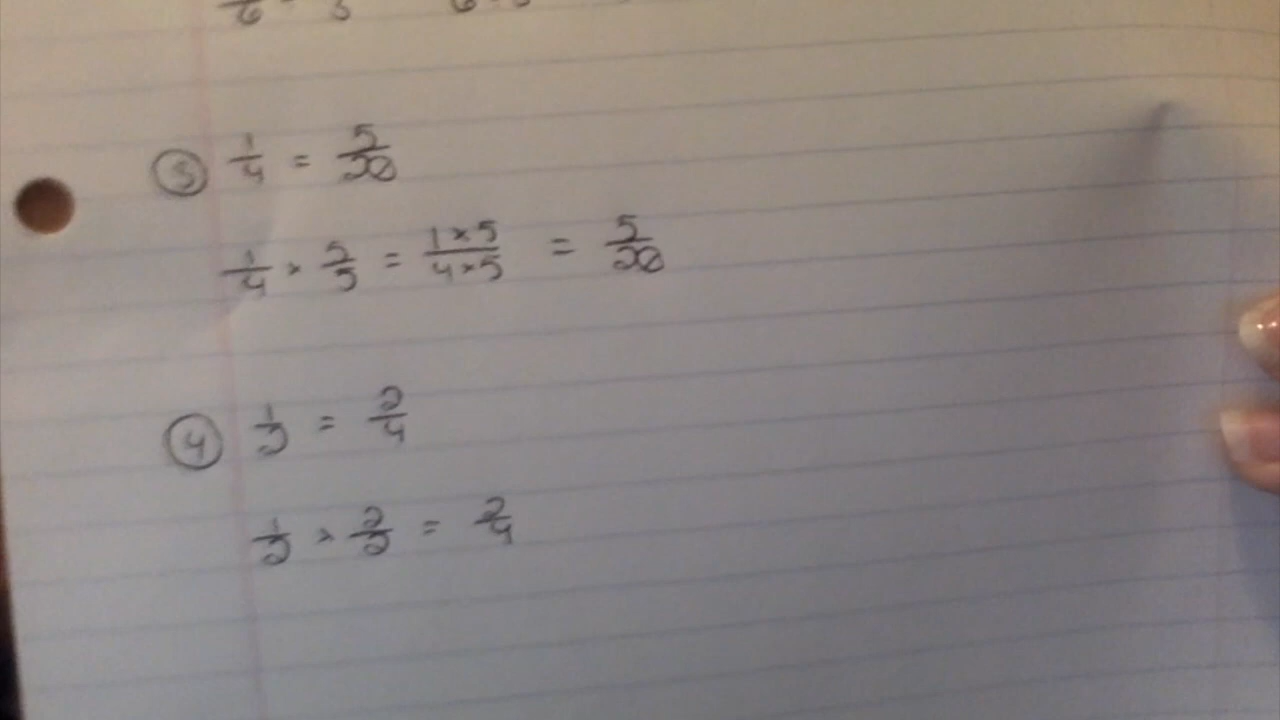 ③ 1/4 = 5/20
1/4 × 5/5 = 1×5/4×5 = 5/20
④ 1/2 = 2/4
1/2 × 2/2 = 2/4